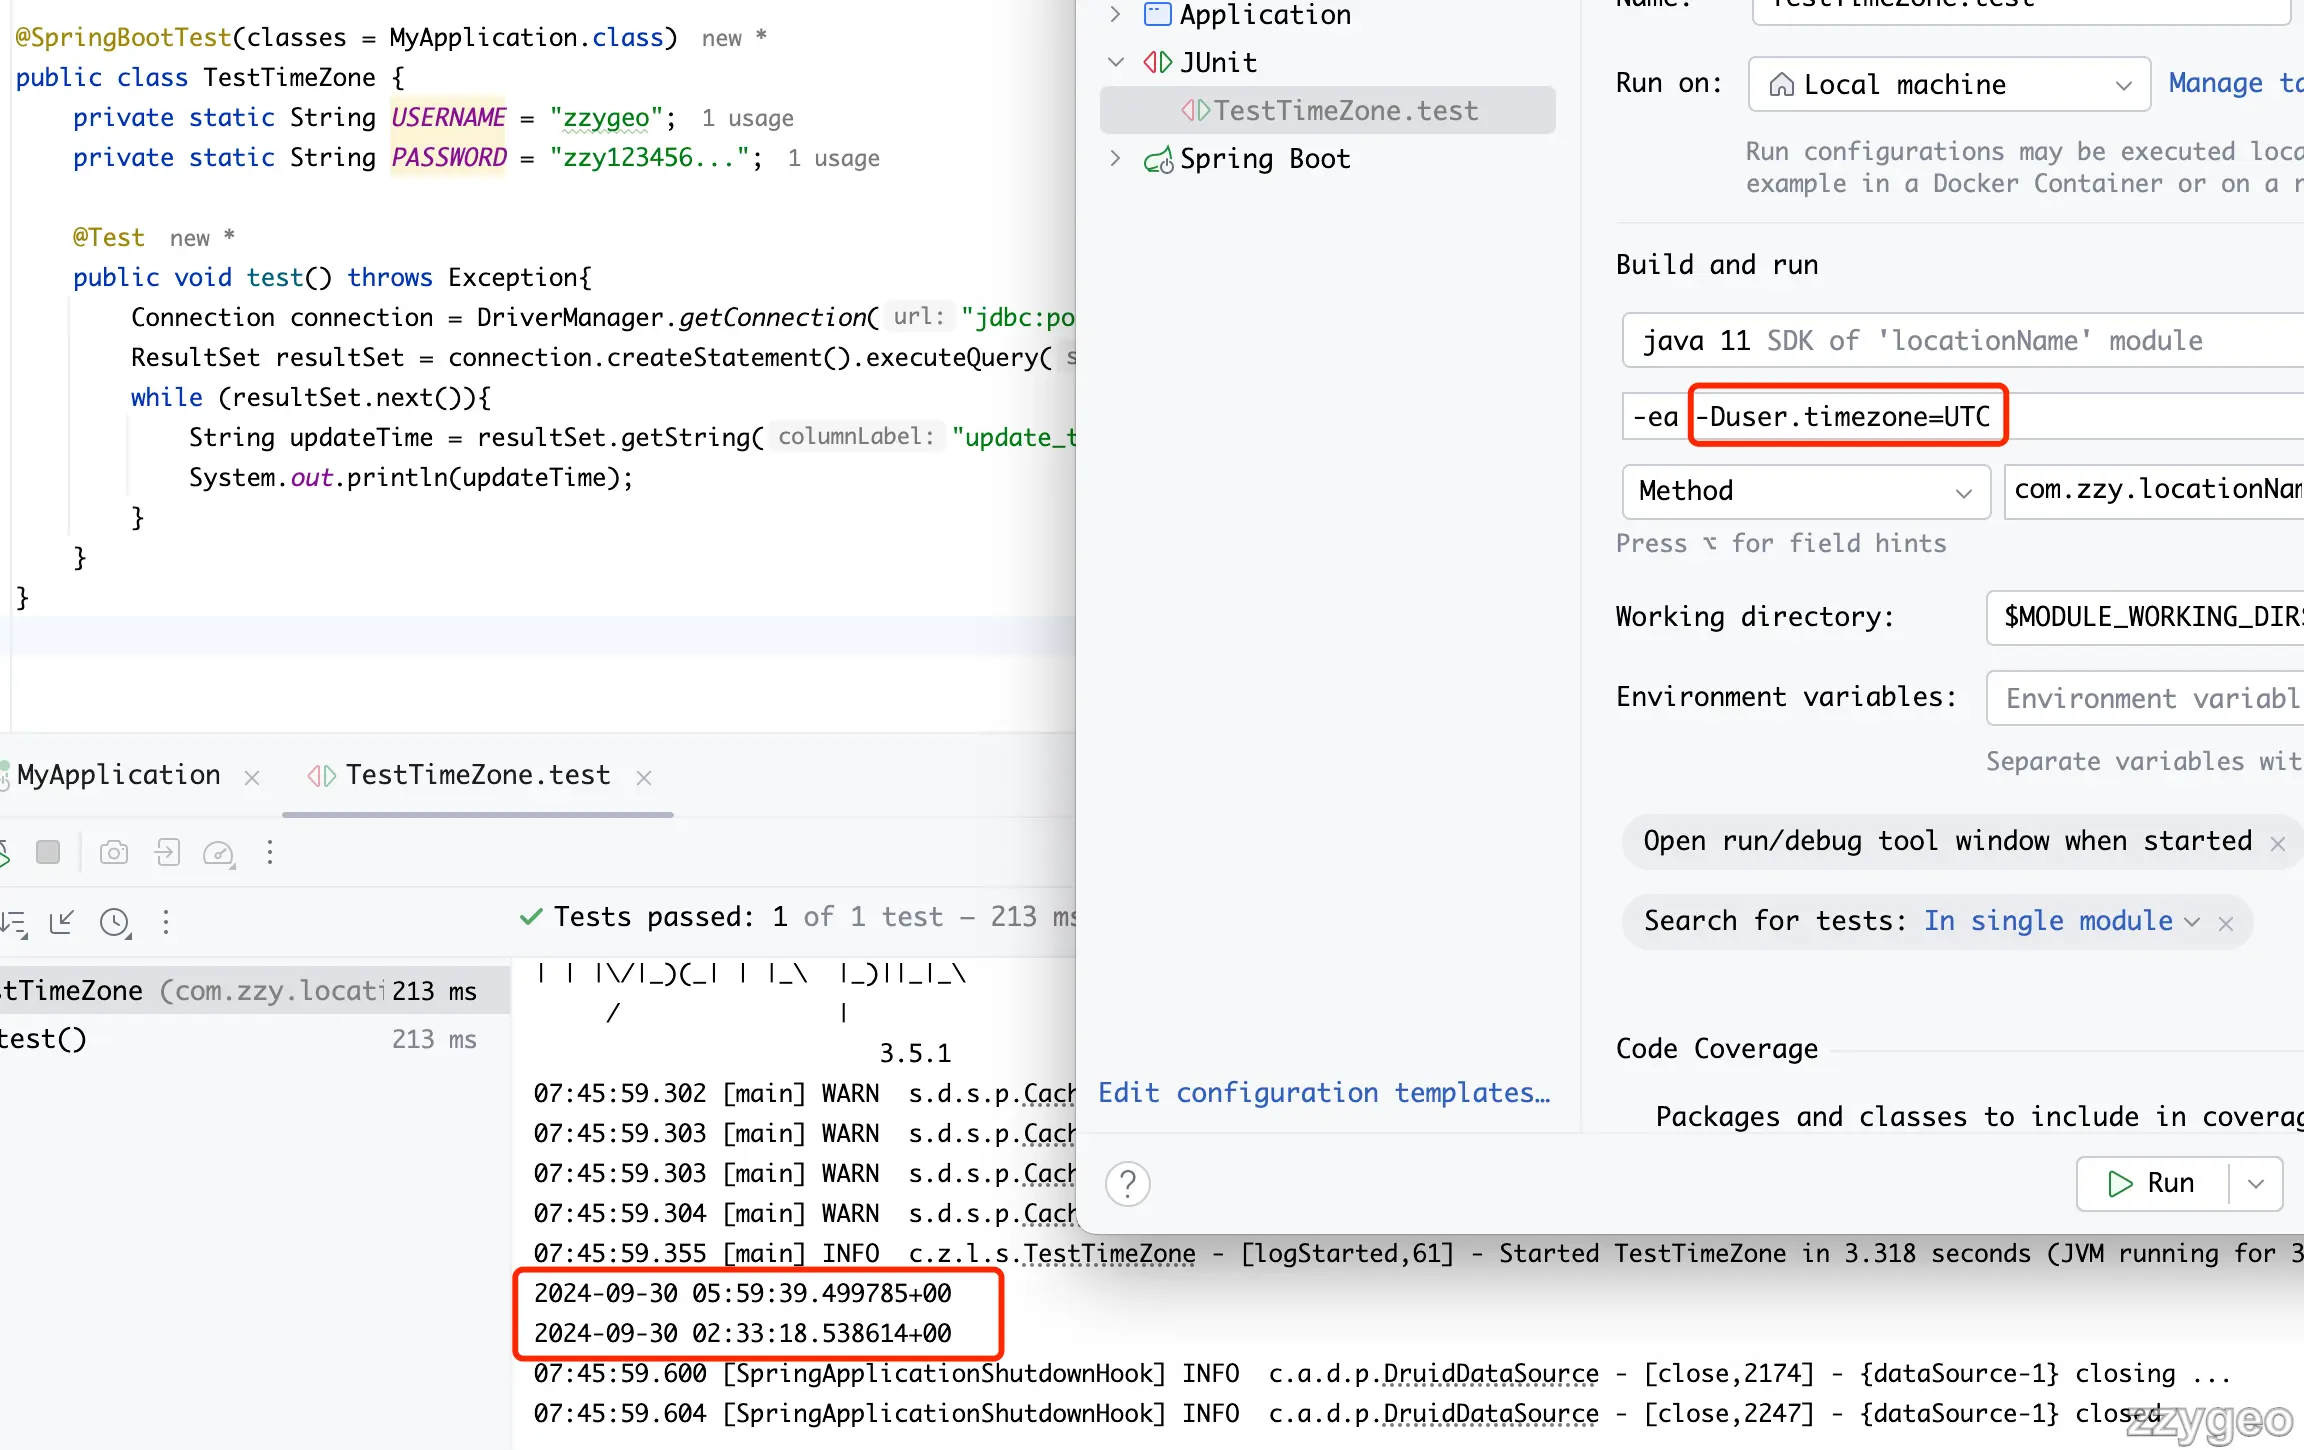 @SpringBootTest(classes = MyApplication.class) new *
public class TestTimeZone {
private static String USERNAME = "zzygeo"; 1 usage
private static String PASSWORD = "zzy123456..."; 1 usage
@Test new *
public void test() throws Exception{
Connection connection = DriverManager.getConnection( url: "jdbc:po
ResultSet resultSet = connection.createStatement().executeQuery( s
while (resultSet.next()){
String updateTime = resultSet.getString( columnLabel: "update_t
System.out.println(updateTime);
}
}
}
MyApplication
TestTimeZone.test
Tests passed: 1 of 1 test – 213 ms
stTimeZone (com.zzy.locati 213 ms
test() 213 ms
| | |\/|_)(_| | |_\ |_)||_|_\
/ |
3.5.1
07:45:59.302 [main] WARN s.d.s.p.Cach
07:45:59.303 [main] WARN s.d.s.p.Cach
07:45:59.303 [main] WARN s.d.s.p.Cach
07:45:59.304 [main] WARN s.d.s.p.Cach
07:45:59.355 [main] INFO c.z.l.s.TestTimeZone - [logStarted,61] - Started TestTimeZone in 3.318 seconds (JVM running for 3
2024-09-30 05:59:39.499785+00
2024-09-30 02:33:18.538614+00
07:45:59.600 [SpringApplicationShutdownHook] INFO c.a.d.p.DruidDataSource - [close,2174] - {dataSource-1} closing ...
07:45:59.604 [SpringApplicationShutdownHook] INFO c.a.d.p.DruidDataSource - [close,2247] - {dataSource-1} closed
Application
JUnit
TestTimeZone.test
Spring Boot
Edit configuration templates…
?
Name: TestTimeZone.test
Run on: Local machine Manage ta
Run configurations may be executed loca
example in a Docker Container or on a r
Build and run
java 11 SDK of 'locationName' module
-ea -Duser.timezone=UTC
Method com.zzy.locationNam
Press ⌥ for field hints
Working directory: $MODULE_WORKING_DIR$
Environment variables: Environment variabl
Separate variables wit
Open run/debug tool window when started
Search for tests: In single module
Code Coverage
Packages and classes to include in coverag
Run
zzygeo